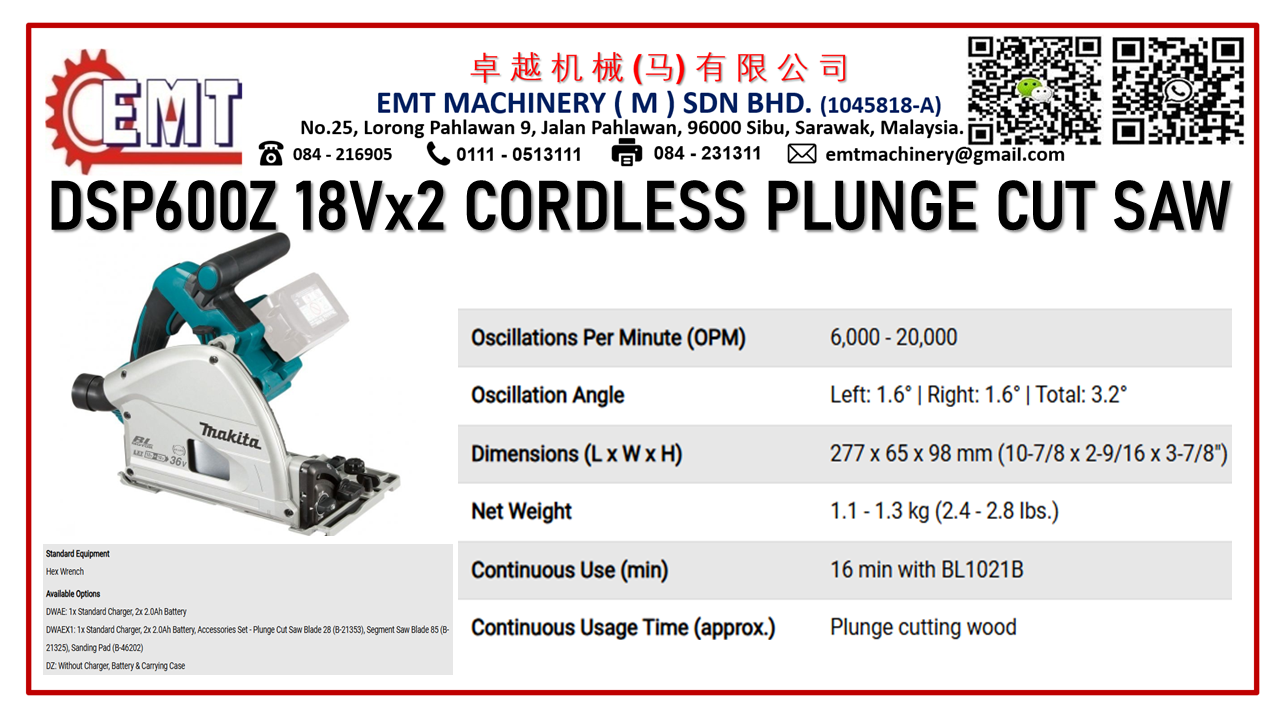 EMT
卓越机械(马)有限公司
EMT MACHINERY ( M ) SDN BHD. (1045818-A)
No.25, Lorong Pahlawan 9, Jalan Pahlawan, 96000 Sibu, Sarawak, Malaysia.
084 - 216905 0111 - 0513111 084 - 231311 emtmachinery@gmail.com
DSP600Z 18Vx2 CORDLESS PLUNGE CUT SAW
makita
BL
36V
Oscillations Per Minute (OPM) 6,000 - 20,000
Oscillation Angle Left: 1.6° | Right: 1.6° | Total: 3.2°
Dimensions (L x W x H) 277 x 65 x 98 mm (10-7/8 x 2-9/16 x 3-7/8")
Net Weight 1.1 - 1.3 kg (2.4 - 2.8 lbs.)
Continuous Use (min) 16 min with BL1021B
Continuous Usage Time (approx.) Plunge cutting wood
Standard Equipment
Hex Wrench
Available Options
DWAE: 1x Standard Charger, 2x 2.0Ah Battery
DWAEX1: 1x Standard Charger, 2x 2.0Ah Battery, Accessories Set - Plunge Cut Saw Blade 28 (B-21353), Segment Saw Blade 85 (B-
21325), Sanding Pad (B-46202)
DZ: Without Charger, Battery & Carrying Case